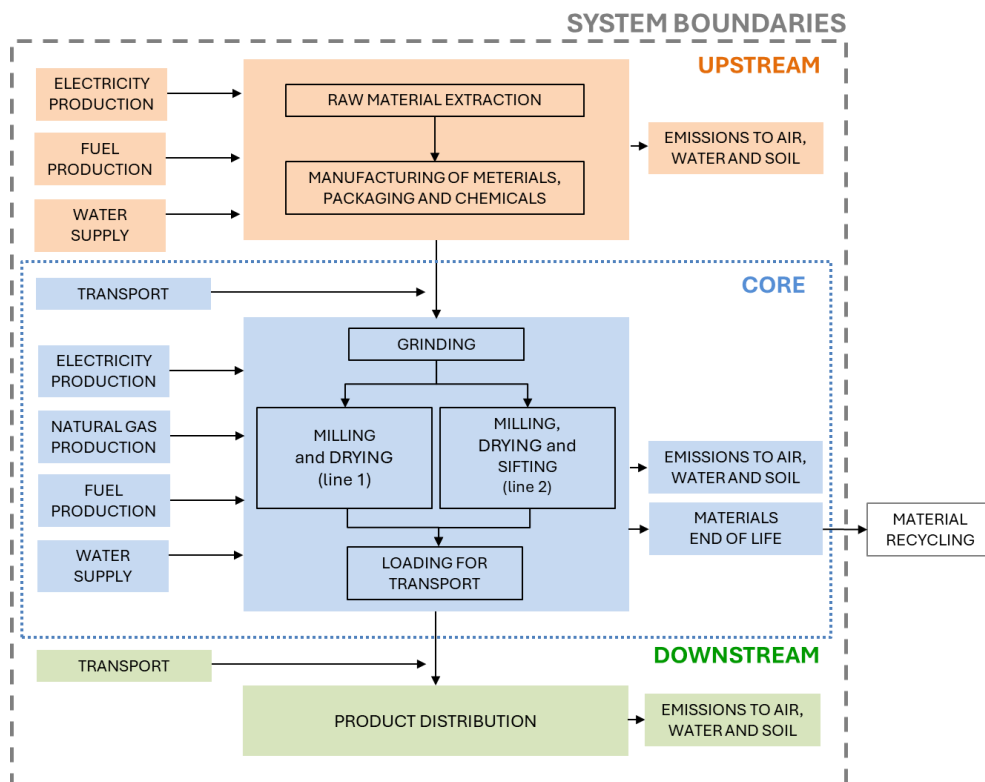 SYSTEM BOUNDARIES
UPSTREAM
ELECTRICITY
PRODUCTION
FUEL
PRODUCTION
WATER
SUPPLY
RAW MATERIAL EXTRACTION
MANUFACTURING OF METERIALS,
PACKAGING AND CHEMICALS
EMISSIONS TO AIR,
WATER AND SOIL
CORE
TRANSPORT
ELECTRICITY
PRODUCTION
NATURAL GAS
PRODUCTION
FUEL
PRODUCTION
WATER
SUPPLY
GRINDING
MILLING
and DRYING
(line 1)
MILLING,
DRYING and
SIFTING
(line 2)
LOADING FOR
TRANSPORT
EMISSIONS TO AIR,
WATER AND SOIL
MATERIALS
END OF LIFE
MATERIAL
RECYCLING
DOWNSTREAM
TRANSPORT
PRODUCT DISTRIBUTION
EMISSIONS TO AIR,
WATER AND SOIL